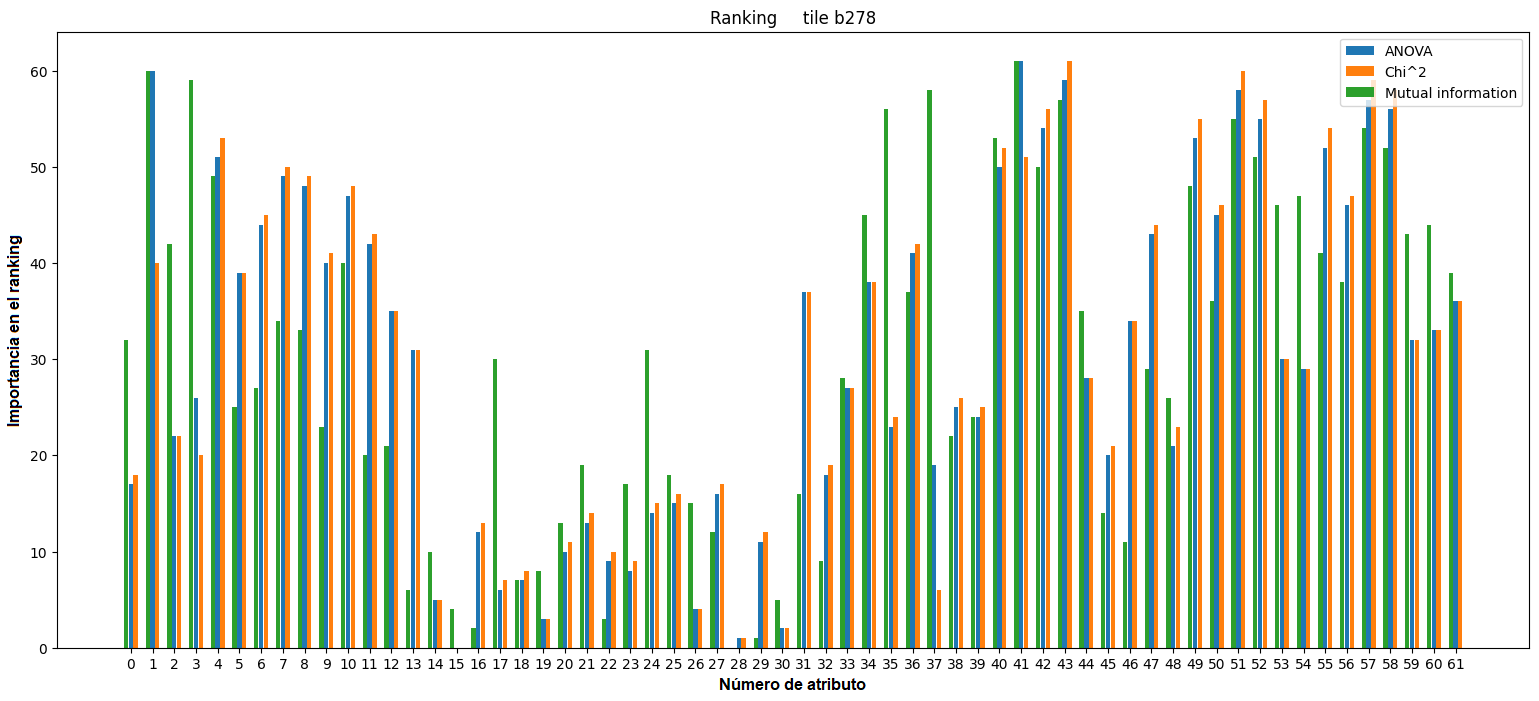 Ranking     tile b278
ANOVA
Chi^2
Mutual information
Importancia en el ranking
60
50
40
30
20
10
0
0 1 2 3 4 5 6 7 8 9 10 11 12 13 14 15 16 17 18 19 20 21 22 23 24 25 26 27 28 29 30 31 32 33 34 35 36 37 38 39 40 41 42 43 44 45 46 47 48 49 50 51 52 53 54 55 56 57 58 59 60 61
Número de atributo